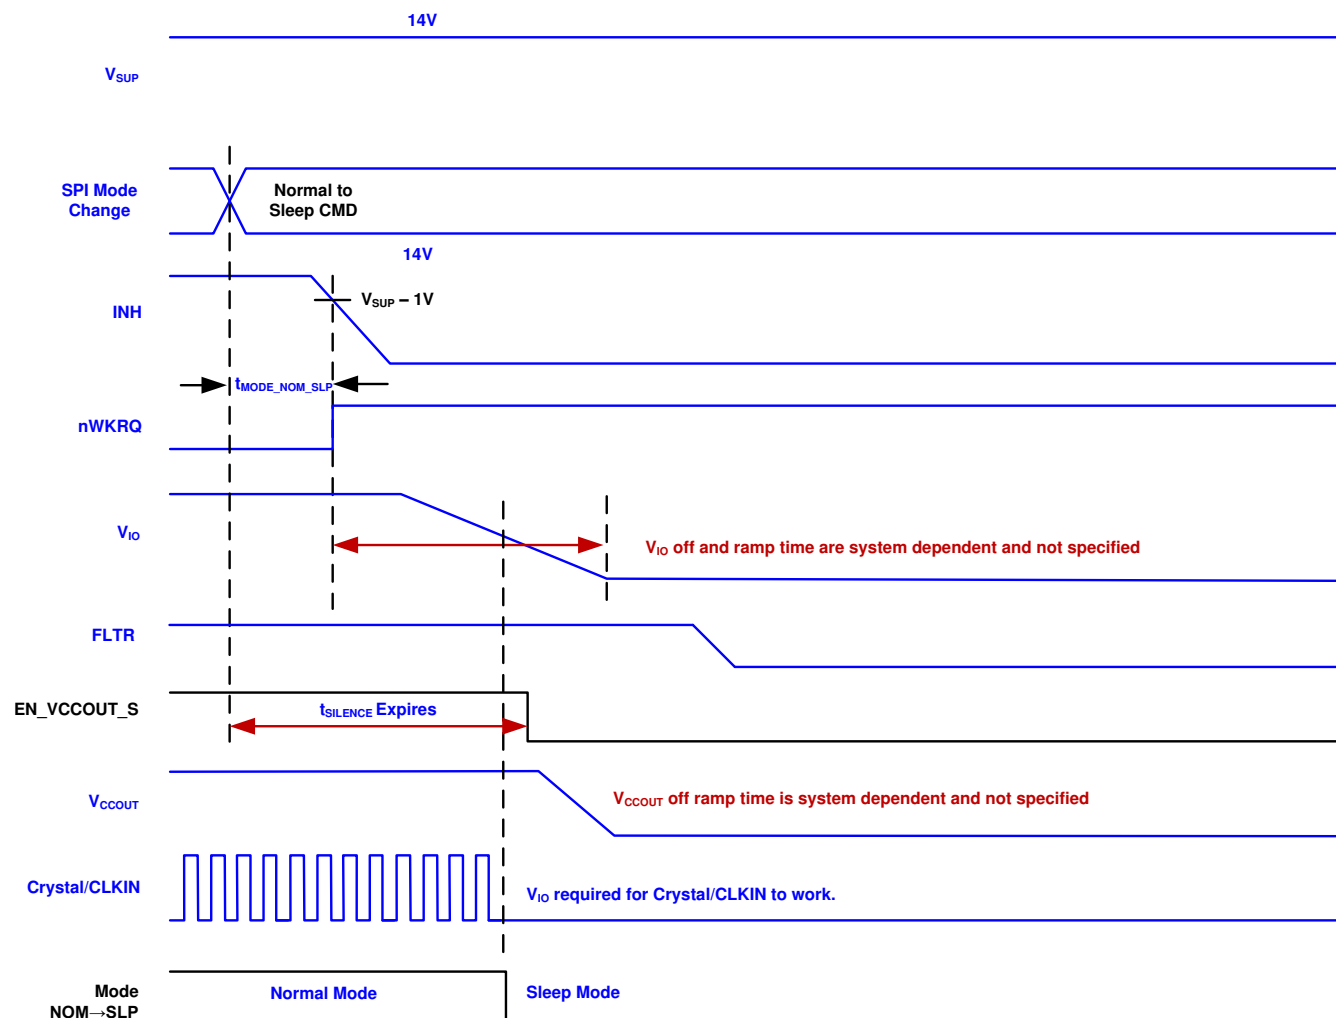 14V
VSUP
SPI Mode
Change
Normal to
Sleep CMD
14V
INH
VSUP – 1V
tMODE_NOM_SLP
nWKRQ
VIO
VIO off and ramp time are system dependent and not specified
FLTR
EN_VCCOUT_S
tSILENCE Expires
VCCOUT
VCCOUT off ramp time is system dependent and not specified
Crystal/CLKIN
VIO required for Crystal/CLKIN to work.
Mode
NOM→SLP
Normal Mode
Sleep Mode